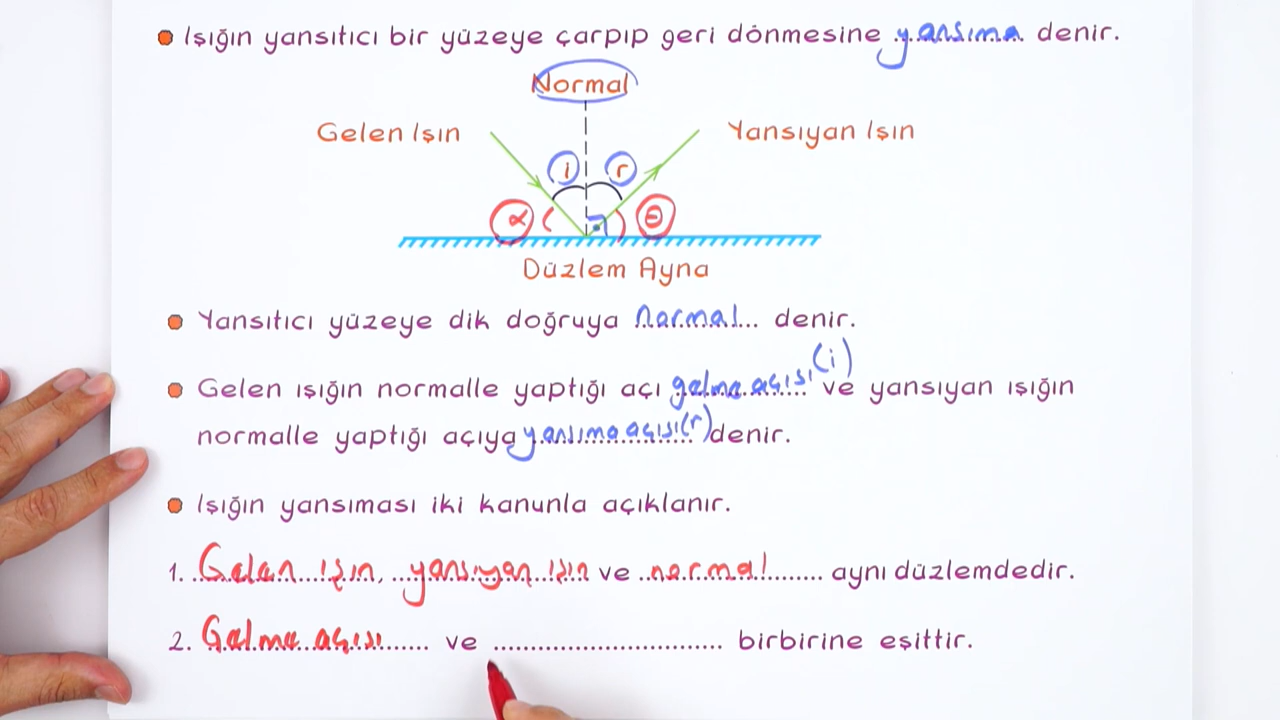 Işığın yansıtıcı bir yüzeye çarpıp geri dönmesine yansıma denir.
Normal
Gelen Işın
Yansıyan Işın
i r
α θ
Düzlem Ayna
Yansıtıcı yüzeye dik doğruya normal... denir.
Gelen ışığın normalle yaptığı açı gelme açısı (i) ve yansıyan ışığın
normalle yaptığı açıya yansıma açısı (r) denir.
Işığın yansıması iki kanunla açıklanır.
1. Gelen ışın, yansıyan ışın ve normal........ aynı düzlemdedir.
2. Gelme açısı...... ve .............................. birbirine eşittir.